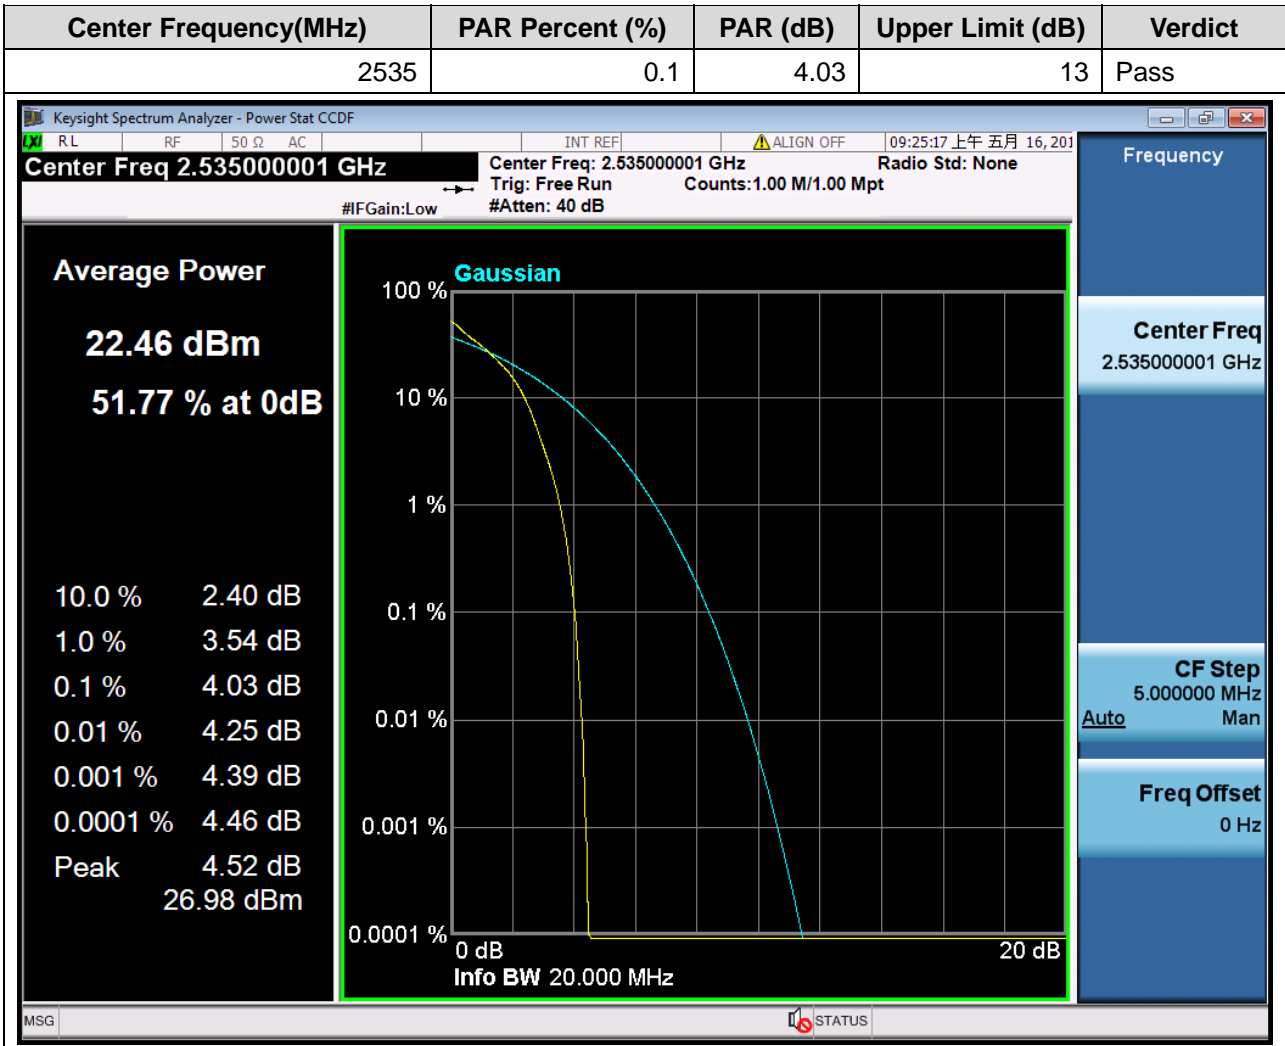 Center Frequency(MHz) PAR Percent (%) PAR (dB) Upper Limit (dB) Verdict
2535 0.1 4.03 13 Pass
Keysight Spectrum Analyzer - Power Stat CCDF
LXI RL RF 50 Ω AC INT REF ALIGN OFF 09:25:17 上午 五月 16, 201
Center Freq 2.535000001 GHz
#IFGain:Low
Center Freq: 2.535000001 GHz Radio Std: None
Trig: Free Run Counts:1.00 M/1.00 Mpt
#Atten: 40 dB
Average Power
22.46 dBm
51.77 % at 0dB
10.0 % 2.40 dB
1.0 % 3.54 dB
0.1 % 4.03 dB
0.01 % 4.25 dB
0.001 % 4.39 dB
0.0001 % 4.46 dB
Peak 4.52 dB
26.98 dBm
Gaussian
100 %
10 %
1 %
0.1 %
0.01 %
0.001 %
0.0001 %
0 dB 20 dB
Info BW 20.000 MHz
Frequency
Center Freq
2.535000001 GHz
CF Step
5.000000 MHz
Auto Man
Freq Offset
0 Hz
MSG STATUS